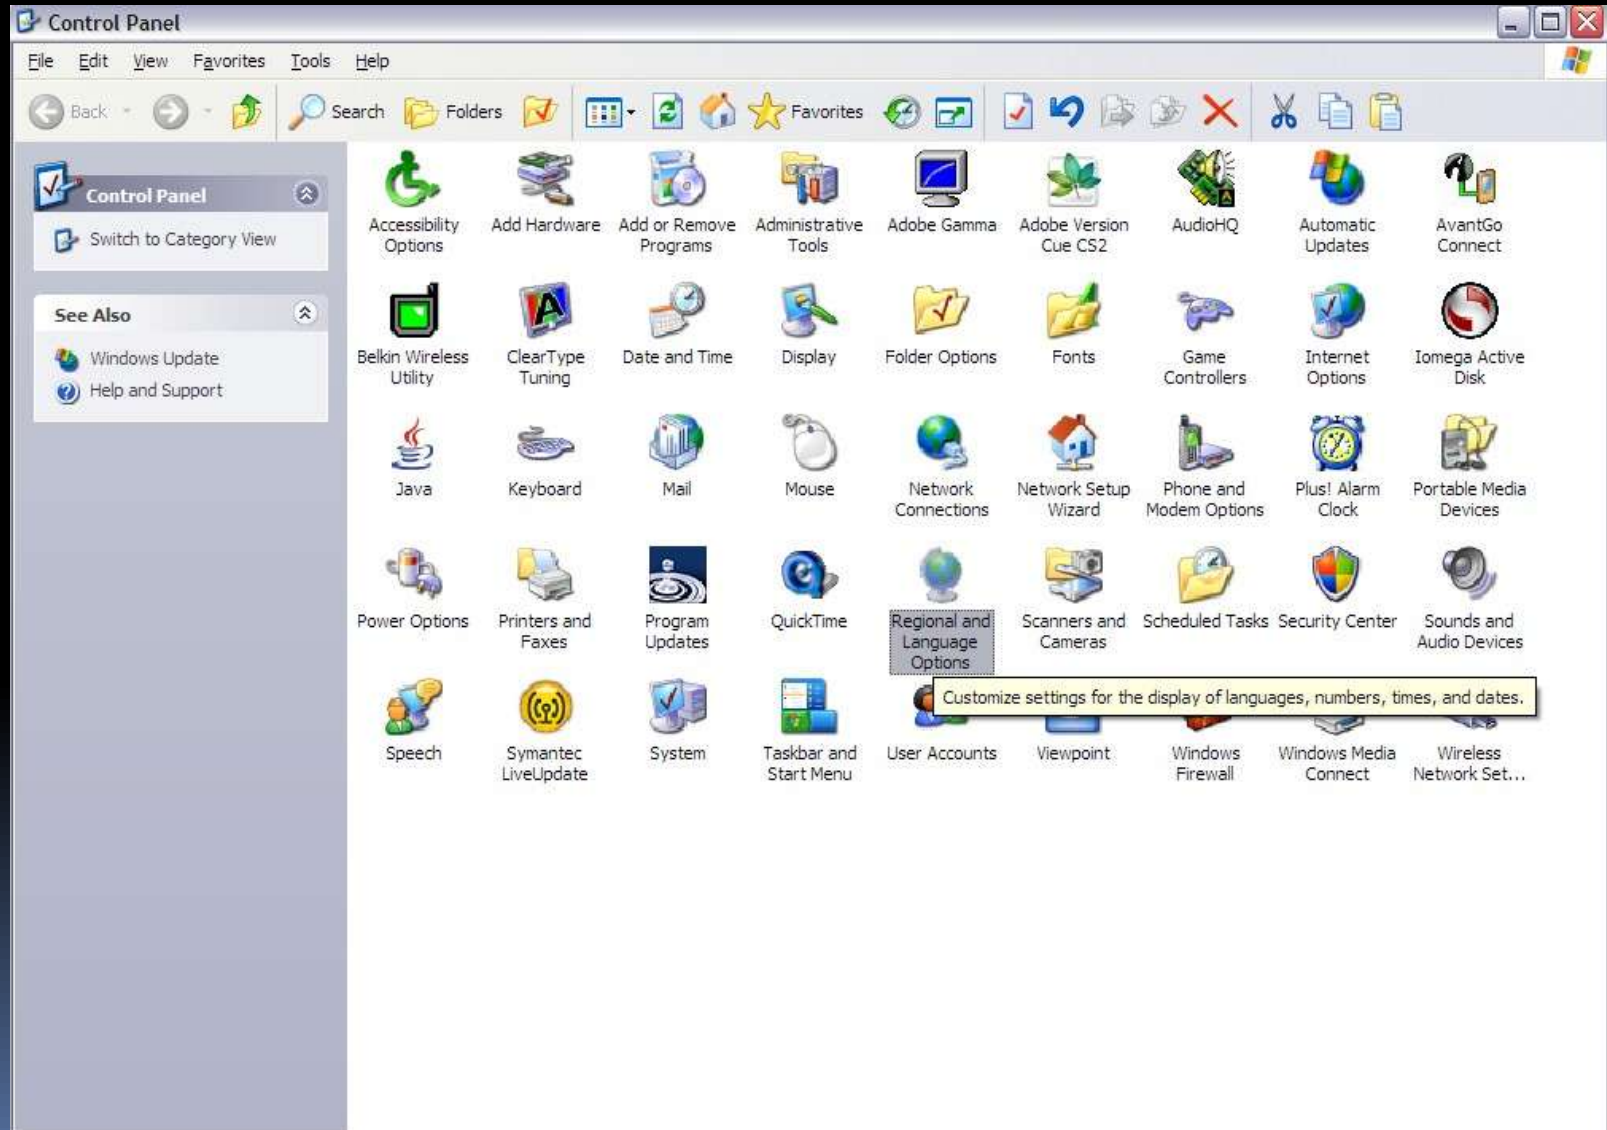 Control Panel
File Edit View Favorites Tools Help
Back Search Folders Favorites
Control Panel
Switch to Category View
See Also
Windows Update
Help and Support
Accessibility Options
Add Hardware
Add or Remove Programs
Administrative Tools
Adobe Gamma
Adobe Version Cue CS2
AudioHQ
Automatic Updates
AvantGo Connect
Belkin Wireless Utility
ClearType Tuning
Date and Time
Display
Folder Options
Fonts
Game Controllers
Internet Options
Iomega Active Disk
Java
Keyboard
Mail
Mouse
Network Connections
Network Setup Wizard
Phone and Modem Options
Plus! Alarm Clock
Portable Media Devices
Power Options
Printers and Faxes
Program Updates
QuickTime
Regional and Language Options
Scanners and Cameras
Scheduled Tasks
Security Center
Sounds and Audio Devices
Customize settings for the display of languages, numbers, times, and dates.
Speech
Symantec LiveUpdate
System
Taskbar and Start Menu
User Accounts
Viewpoint
Windows Firewall
Windows Media Connect
Wireless Network Set...